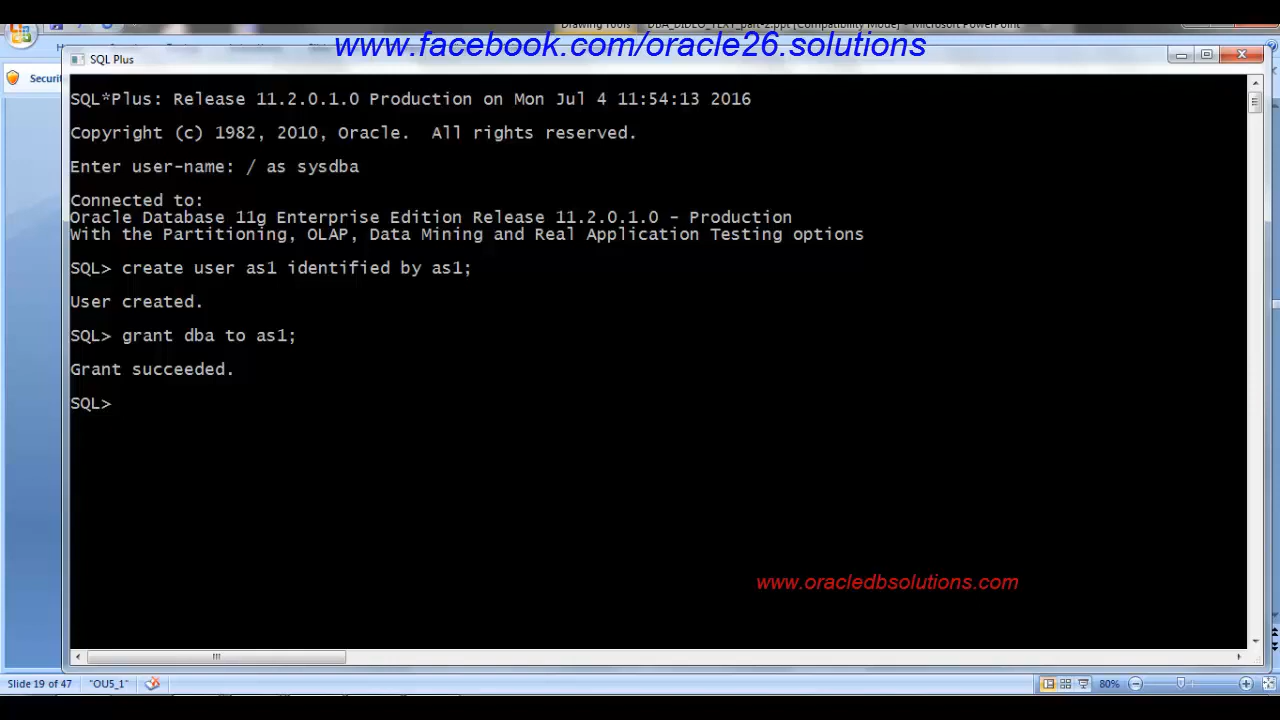 Drawing Tools
www.facebook.com/oracle26.solutions
Securit
SQL Plus
SQL*Plus: Release 11.2.0.1.0 Production on Mon Jul 4 11:54:13 2016
Copyright (c) 1982, 2010, Oracle.  All rights reserved.
Enter user-name: / as sysdba
Connected to:
Oracle Database 11g Enterprise Edition Release 11.2.0.1.0 - Production
With the Partitioning, OLAP, Data Mining and Real Application Testing options
SQL> create user as1 identified by as1;
User created.
SQL> grant dba to as1;
Grant succeeded.
SQL>
www.oracledbsolutions.com
Slide 19 of 47 "OU5_1" 80%